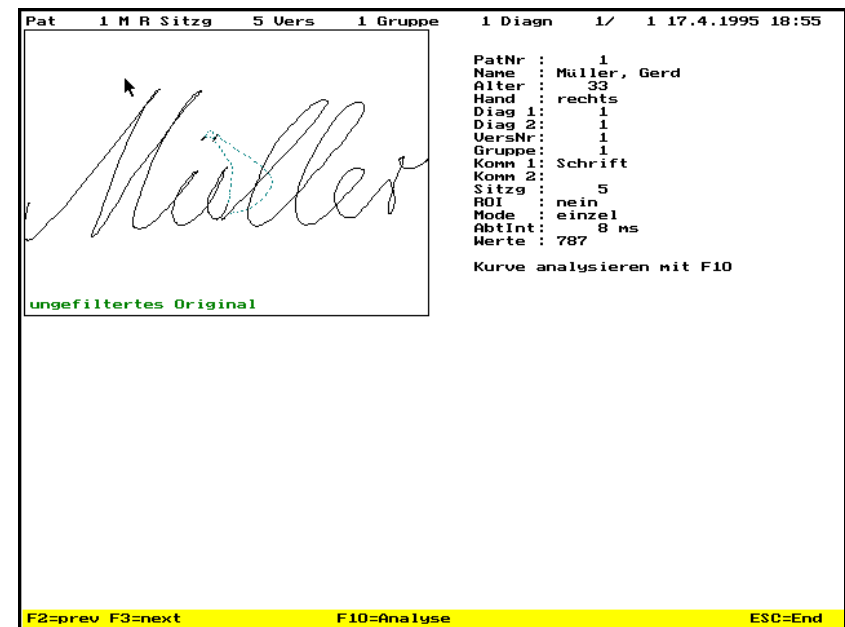 Pat 1 M R Sitzg 5 Vers 1 Gruppe 1 Diagn 1/ 1 17.4.1995 18:55
Müller
ungefiltertes Original
PatNr : 1
Name : Müller, Gerd
Alter : 33
Hand : rechts
Diag 1: 1
Diag 2: 1
VersNr: 1
Gruppe: 1
Komm 1: Schrift
Komm 2:
Sitzg : 5
ROI : nein
Mode : einzel
AbtInt: 8 ms
Werte : 787
Kurve analysieren mit F10
F2=prev F3=next F10=Analyse ESC=End